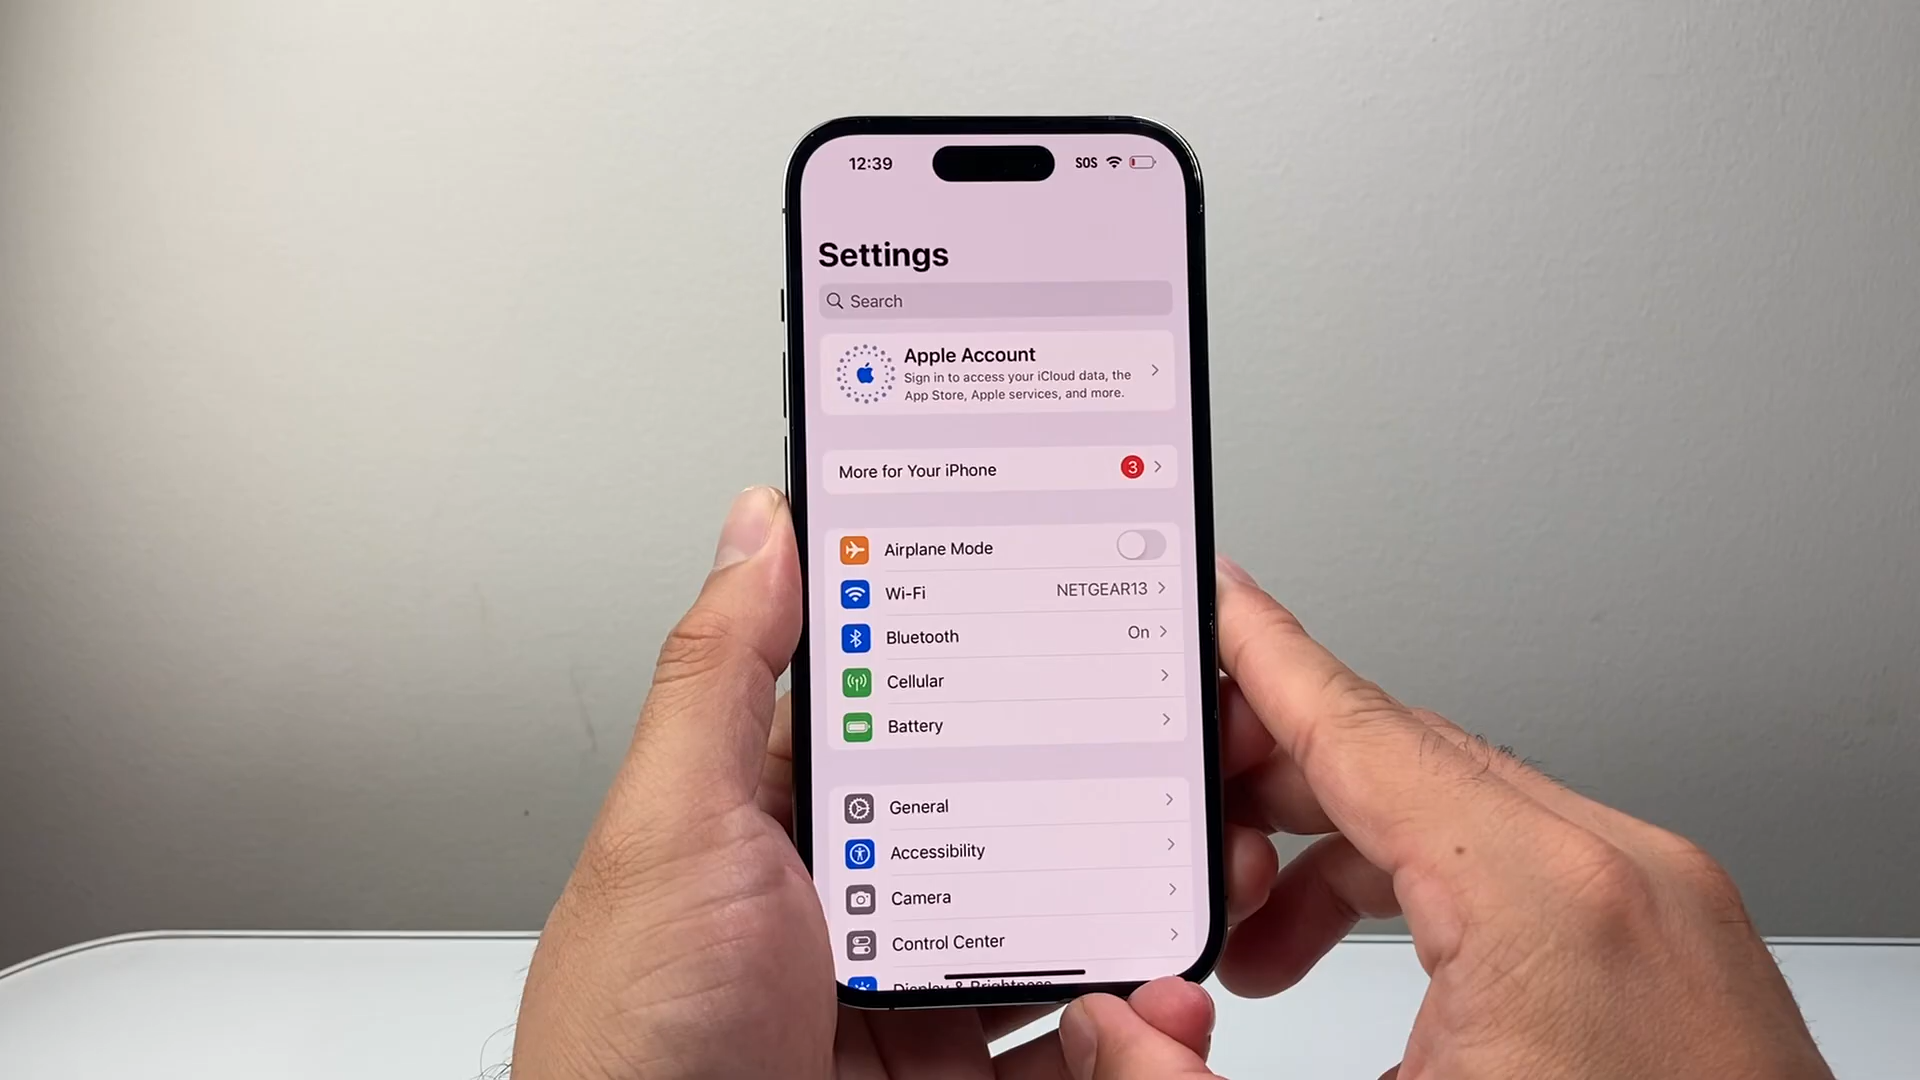 12:39
SOS
Settings
Search
Apple Account
Sign in to access your iCloud data, the
App Store, Apple services, and more.
More for Your iPhone 3
Airplane Mode
Wi-Fi NETGEAR13
Bluetooth On
Cellular
Battery
General
Accessibility
Camera
Control Center
Display & Brightness